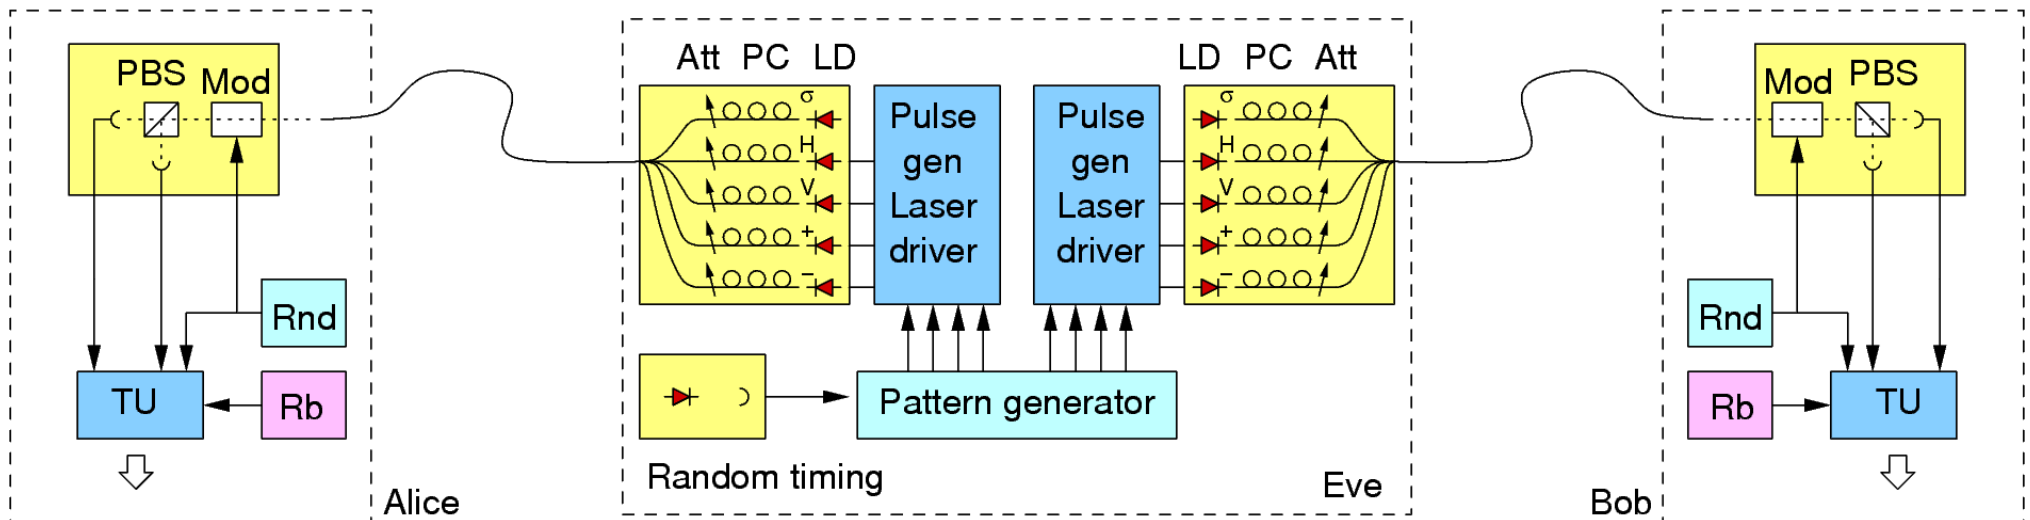 PBS Mod
Rnd
TU
Rb
Alice
Att PC LD
σ
H
V
+
−
Pulse
gen
Laser
driver
Pulse
gen
Laser
driver
LD PC Att
σ
H
V
+
−
Pattern generator
Random timing
Eve
Mod PBS
Rnd
Rb
TU
Bob